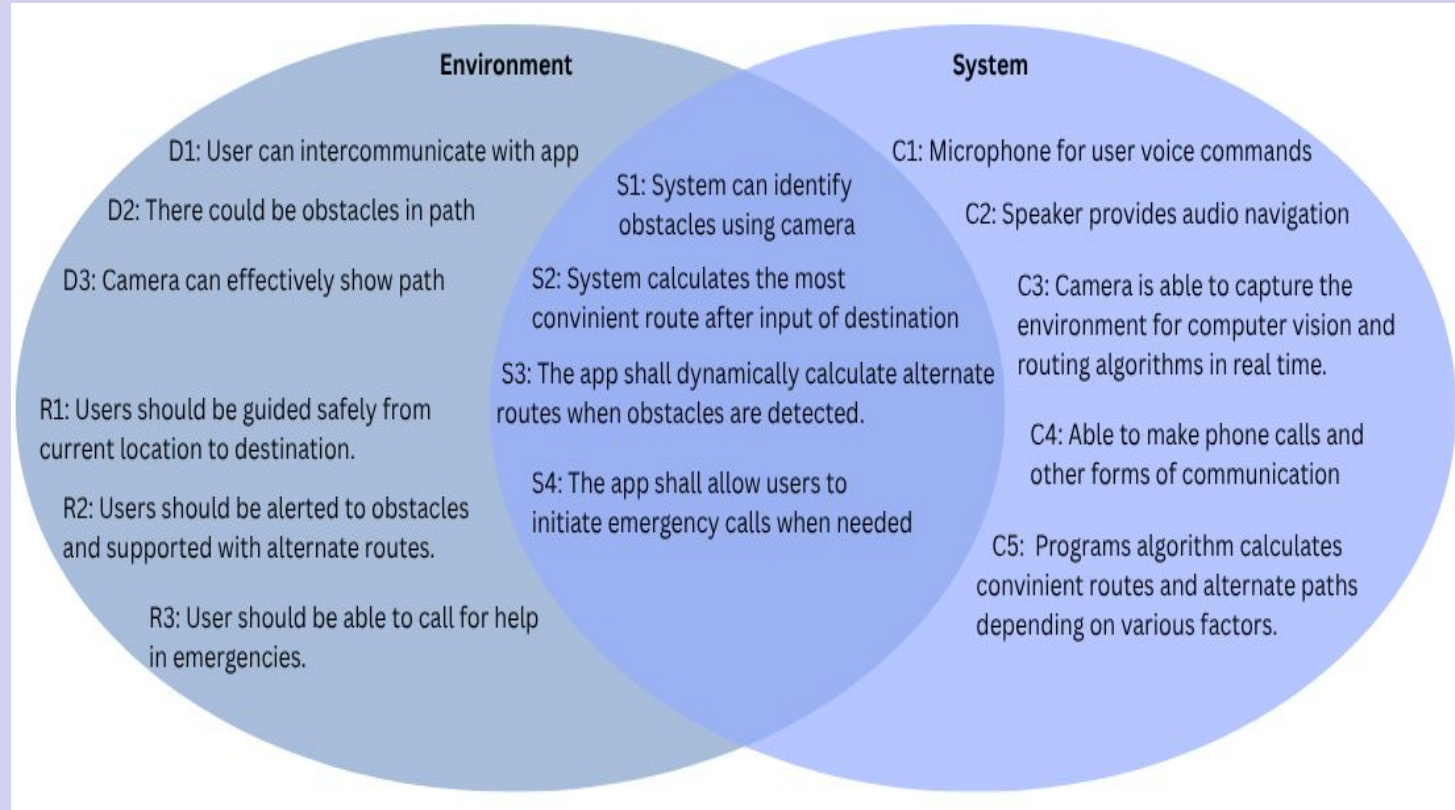 Environment
D1: User can intercommunicate with app
D2: There could be obstacles in path
D3: Camera can effectively show path
R1: Users should be guided safely from
current location to destination.
R2: Users should be alerted to obstacles
and supported with alternate routes.
R3: User should be able to call for help
in emergencies.
S1: System can identify
obstacles using camera
S2: System calculates the most
convinient route after input of destination
S3: The app shall dynamically calculate alternate
routes when obstacles are detected.
S4: The app shall allow users to
initiate emergency calls when needed
System
C1: Microphone for user voice commands
C2: Speaker provides audio navigation
C3: Camera is able to capture the
environment for computer vision and
routing algorithms in real time.
C4: Able to make phone calls and
other forms of communication
C5: Programs algorithm calculates
convinient routes and alternate paths
depending on various factors.